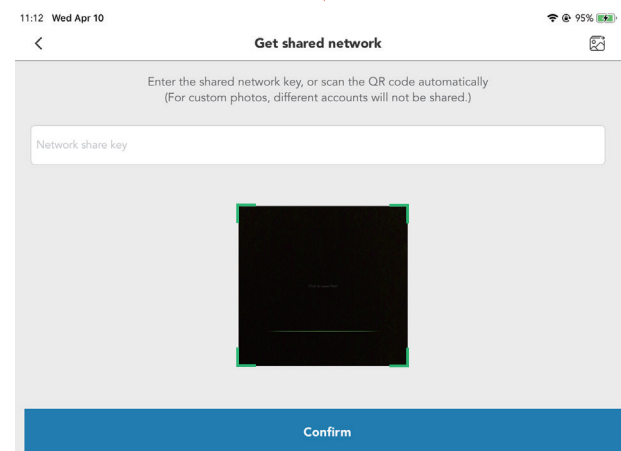 11:12 Wed Apr 10
95%
Get shared network
Enter the shared network key, or scan the QR code automatically
(For custom photos, different accounts will not be shared.)
Network share key
Confirm